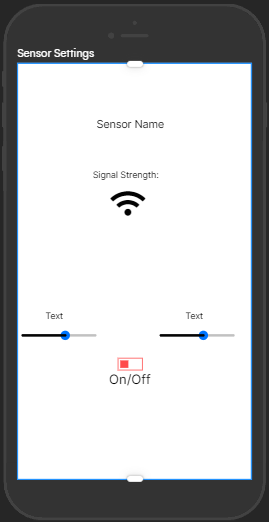 Sensor Settings
Sensor Name
Signal Strength:
Text Text
On/Off